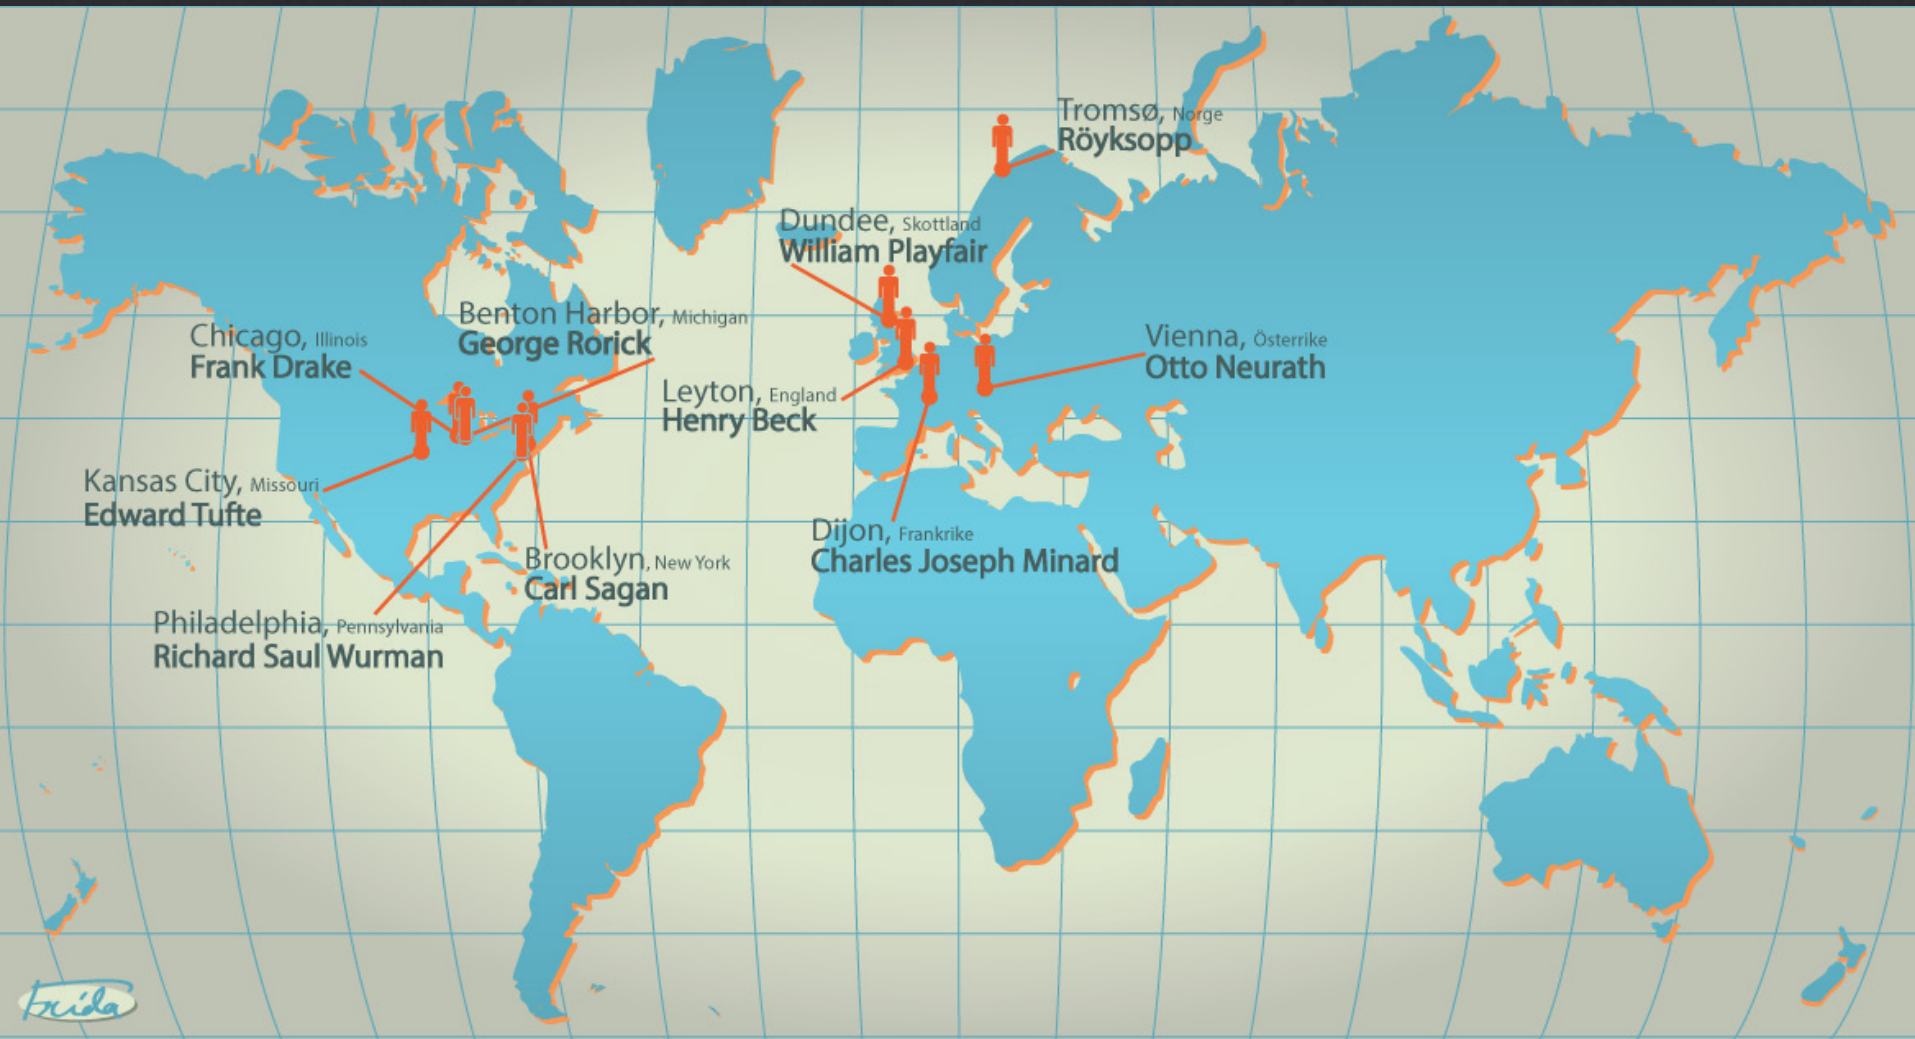 Tromsø, Norge
Röyksopp
Dundee, Skottland
William Playfair
Benton Harbor, Michigan
George Rorick
Chicago, Illinois
Frank Drake
Vienna, Österrike
Otto Neurath
Leyton, England
Henry Beck
Kansas City, Missouri
Edward Tufte
Dijon, Frankrike
Charles Joseph Minard
Brooklyn, New York
Carl Sagan
Philadelphia, Pennsylvania
Richard Saul Wurman
frida